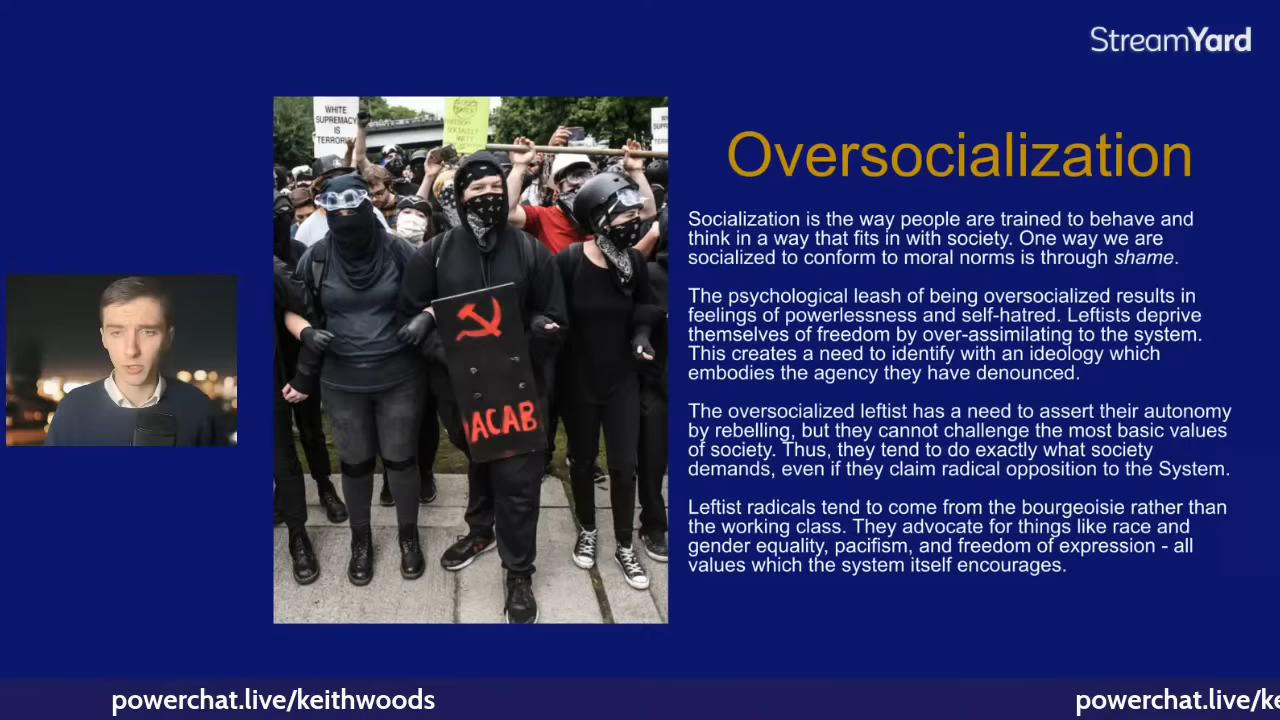 StreamYard
WHITE
SUPREMACY
IS
Oversocialization
Socialization is the way people are trained to behave and
think in a way that fits in with society. One way we are
socialized to conform to moral norms is through shame.
The psychological leash of being oversocialized results in
feelings of powerlessness and self-hatred. Leftists deprive
themselves of freedom by over-assimilating to the system.
This creates a need to identify with an ideology which
embodies the agency they have denounced.
The oversocialized leftist has a need to assert their autonomy
by rebelling, but they cannot challenge the most basic values
of society. Thus, they tend to do exactly what society
demands, even if they claim radical opposition to the System.
Leftist radicals tend to come from the bourgeoisie rather than
the working class. They advocate for things like race and
gender equality, pacifism, and freedom of expression - all
values which the system itself encourages.
ACAB
powerchat.live/keithwoods
powerchat.live/ke